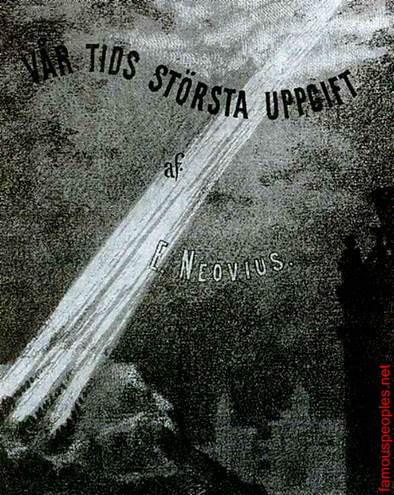 VÅR TIDS STÖRSTA UPPGIFT
af
E. NEOVIUS.
famouspeoples.net